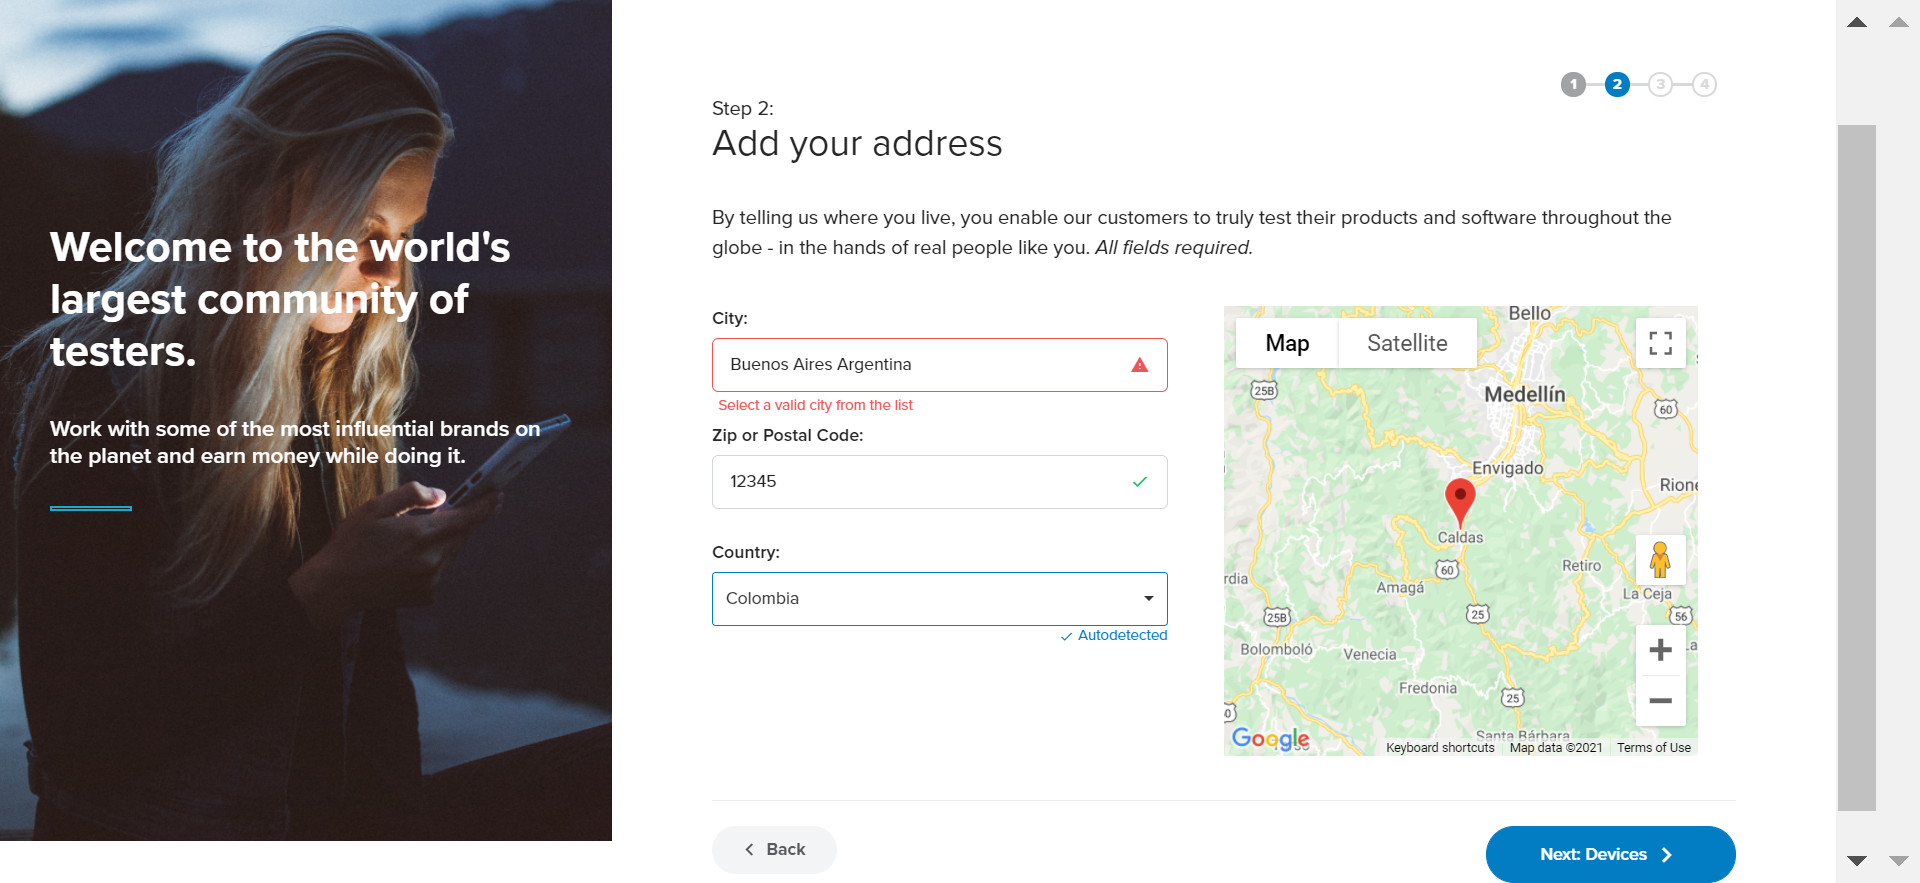 Welcome to the world's
largest community of
testers.
Work with some of the most influential brands on
the planet and earn money while doing it.
1 2 3 4
Step 2:
Add your address
By telling us where you live, you enable our customers to truly test their products and software throughout the
globe - in the hands of real people like you. All fields required.
City:
Buenos Aires Argentina
Select a valid city from the list
Zip or Postal Code:
12345
Country:
Colombia
Autodetected
Bello
Map Satellite
25B
Medellín
60
Envigado
Caldas
60
Retiro
rdia
Amagá
La Ceja
25B
25
56
Bolomboló
Venecia
Fredonia
25
Santa Bárbara
Google
Keyboard shortcuts Map data ©2021 Terms of Use
Back
Next: Devices